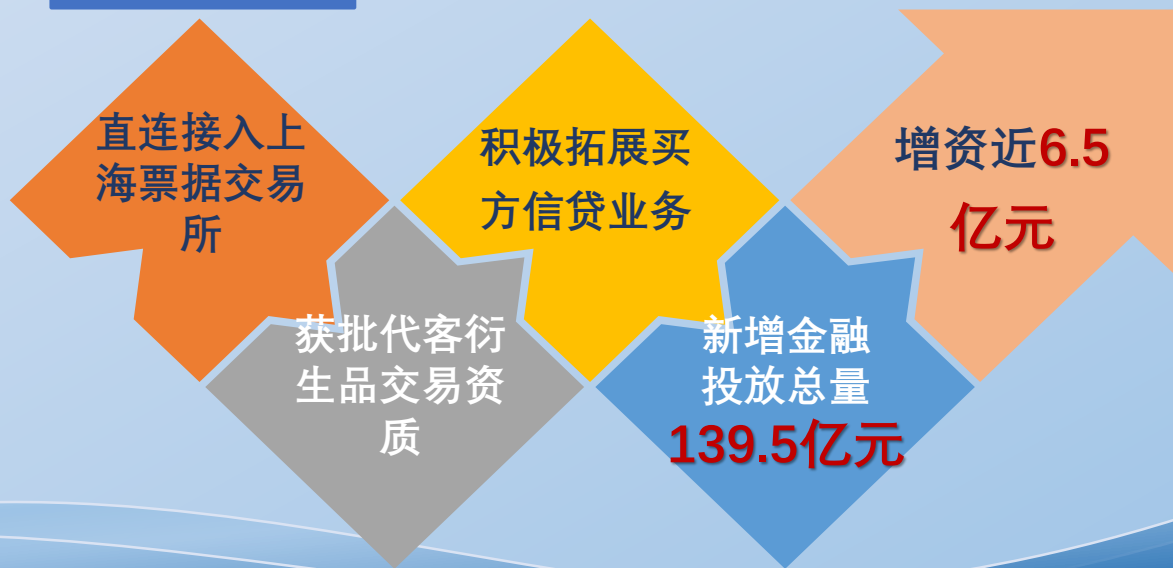 直连接入上
海票据交易
所
获批代客衍
生品交易资
质
积极拓展买
方信贷业务
新增金融
投放总量
139.5亿元
增资近6.5
亿元